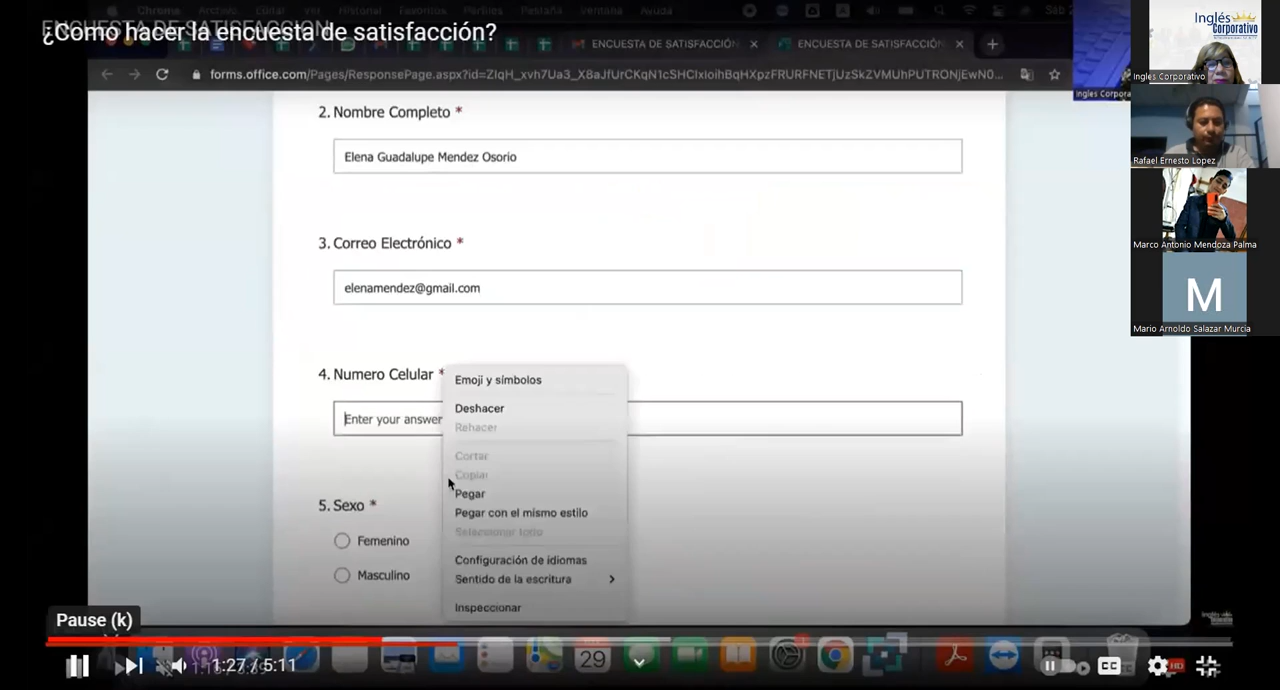 ¿Como hacer la encuesta de satisfacción?
ENCUESTA DE SATISFACCIÓN
ENCUESTA DE SATISFACCIÓN
forms.office.com/Pages/ResponsePage.aspx?id=
2. Nombre Completo *
Elena Guadalupe Mendez Osorio
3. Correo Electrónico *
elenamendez@gmail.com
4. Numero Celular *
Enter your answer
5. Sexo *
Femenino
Masculino
Emoji y símbolos
Deshacer
Rehacer
Cortar
Copiar
Pegar
Pegar con el mismo estilo
Seleccionar todo
Configuración de idiomas
Sentido de la escritura
Inspeccionar
Pause (k)
1:27 / 5:11
29
CC
HD
Inglés
Corporativo
Ingles Corporativo
Ingles Corpora
Rafael Ernesto Lopez
Marco Antonio Mendoza Palma
M
Mario Arnoldo Salazar Murcia